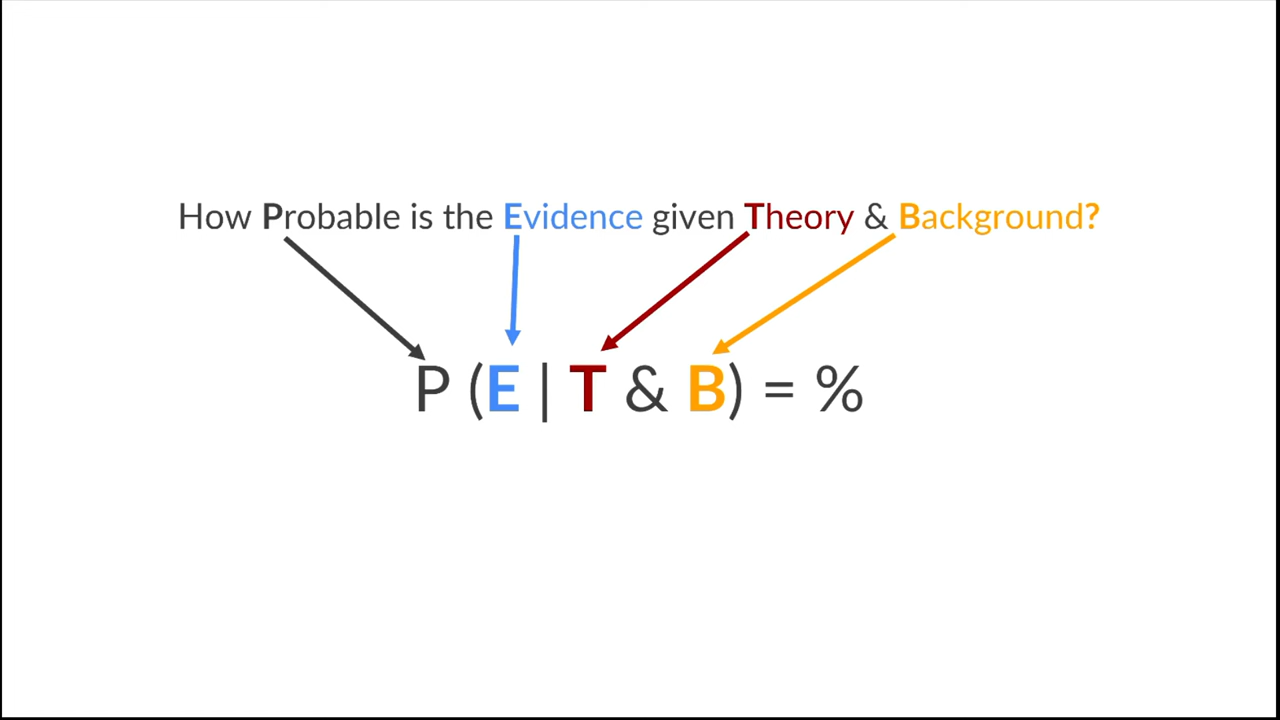 How Probable is the Evidence given Theory & Background?
P (E | T & B) = %